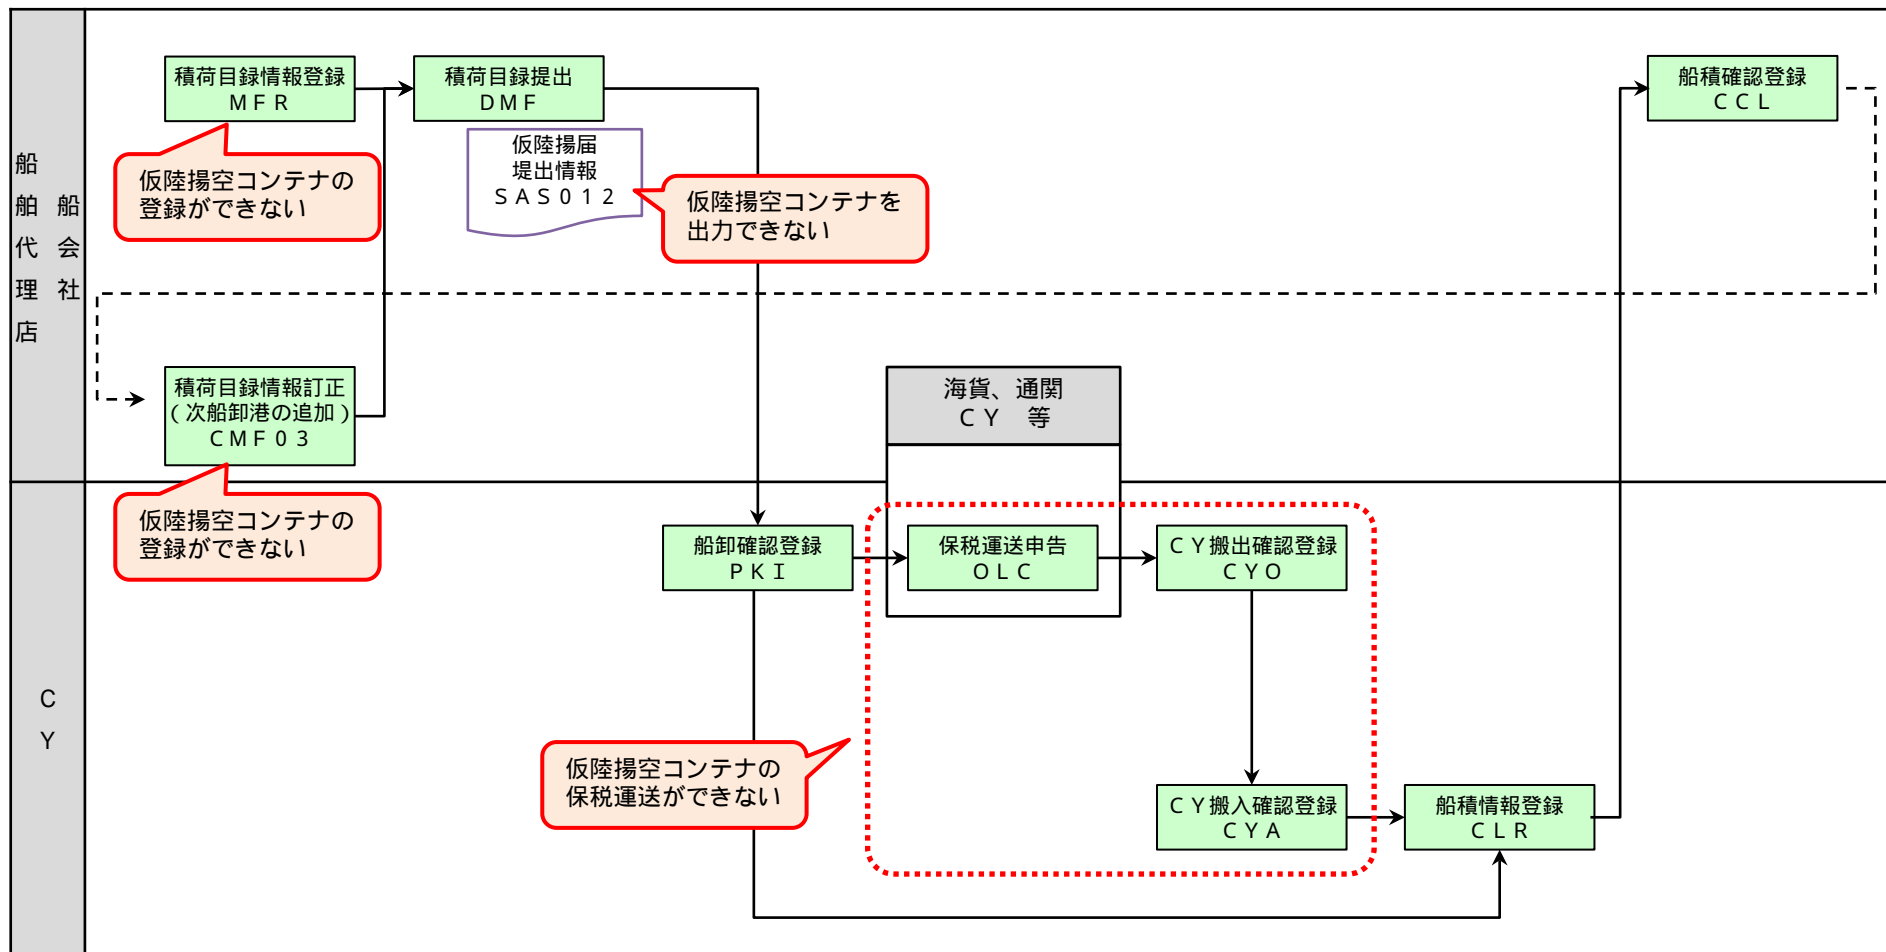 船舶代理店
船会社
積荷目録情報登録
ＭＦＲ
積荷目録提出
ＤＭＦ
船積確認登録
ＣＣＬ
仮陸揚届
堤出情報
ＳＡＳ０１２
仮陸揚空コンテナの
登録ができない
仮陸揚空コンテナを
出力できない
積荷目録情報訂正
（次船卸港の追加）
ＣＭＦ０３
海貨、通関
ＣＹ　等
仮陸揚空コンテナの
登録ができない
ＣＹ
船卸確認登録
ＰＫＩ
保税運送申告
ＯＬＣ
ＣＹ搬出確認登録
ＣＹＯ
仮陸揚空コンテナの
保税運送ができない
ＣＹ搬入確認登録
ＣＹＡ
船積情報登録
ＣＬＲ